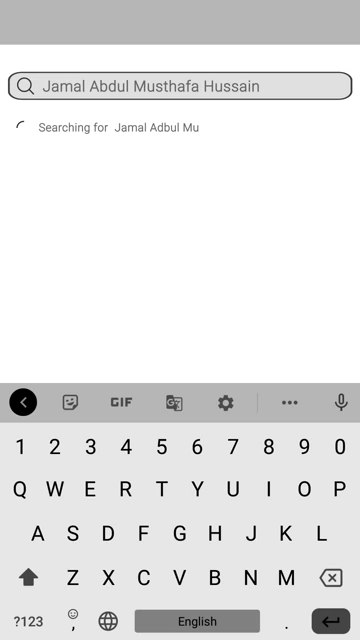 Jamal Abdul Musthafa Hussain
Searching for Jamal Adbul Mu
GIF
1 2 3 4 5 6 7 8 9 0
Q W E R T Y U I O P
A S D F G H J K L
Z X C V B N M
?123 , English .